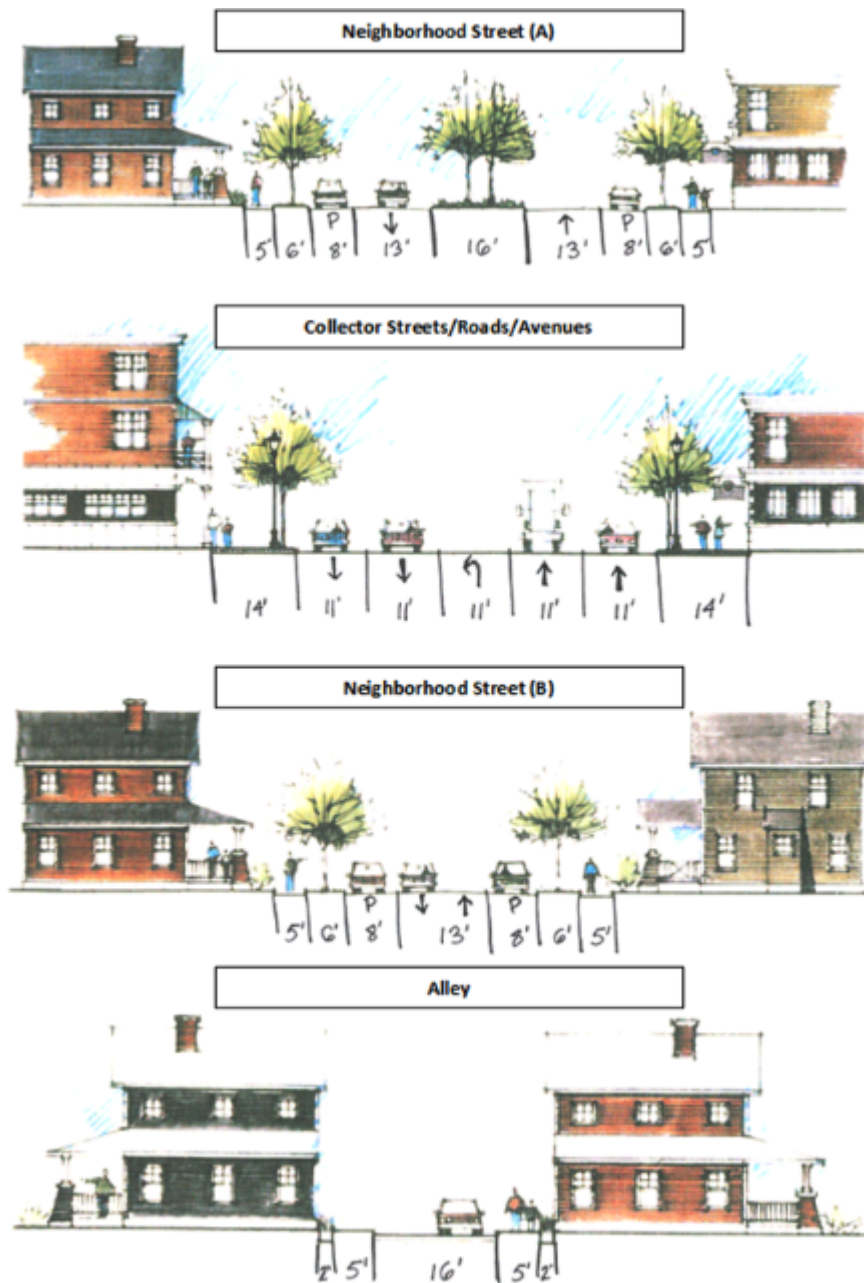 Neighborhood Street (A)
P P
5' 6' 8' 13' 16' 13' 8' 6' 5'
Collector Streets/Roads/Avenues
14' 11' 11' 11' 11' 11' 14'
Neighborhood Street (B)
P P
5' 6' 8' 13' 8' 6' 5'
Alley
2' 5' 16' 5' 2'